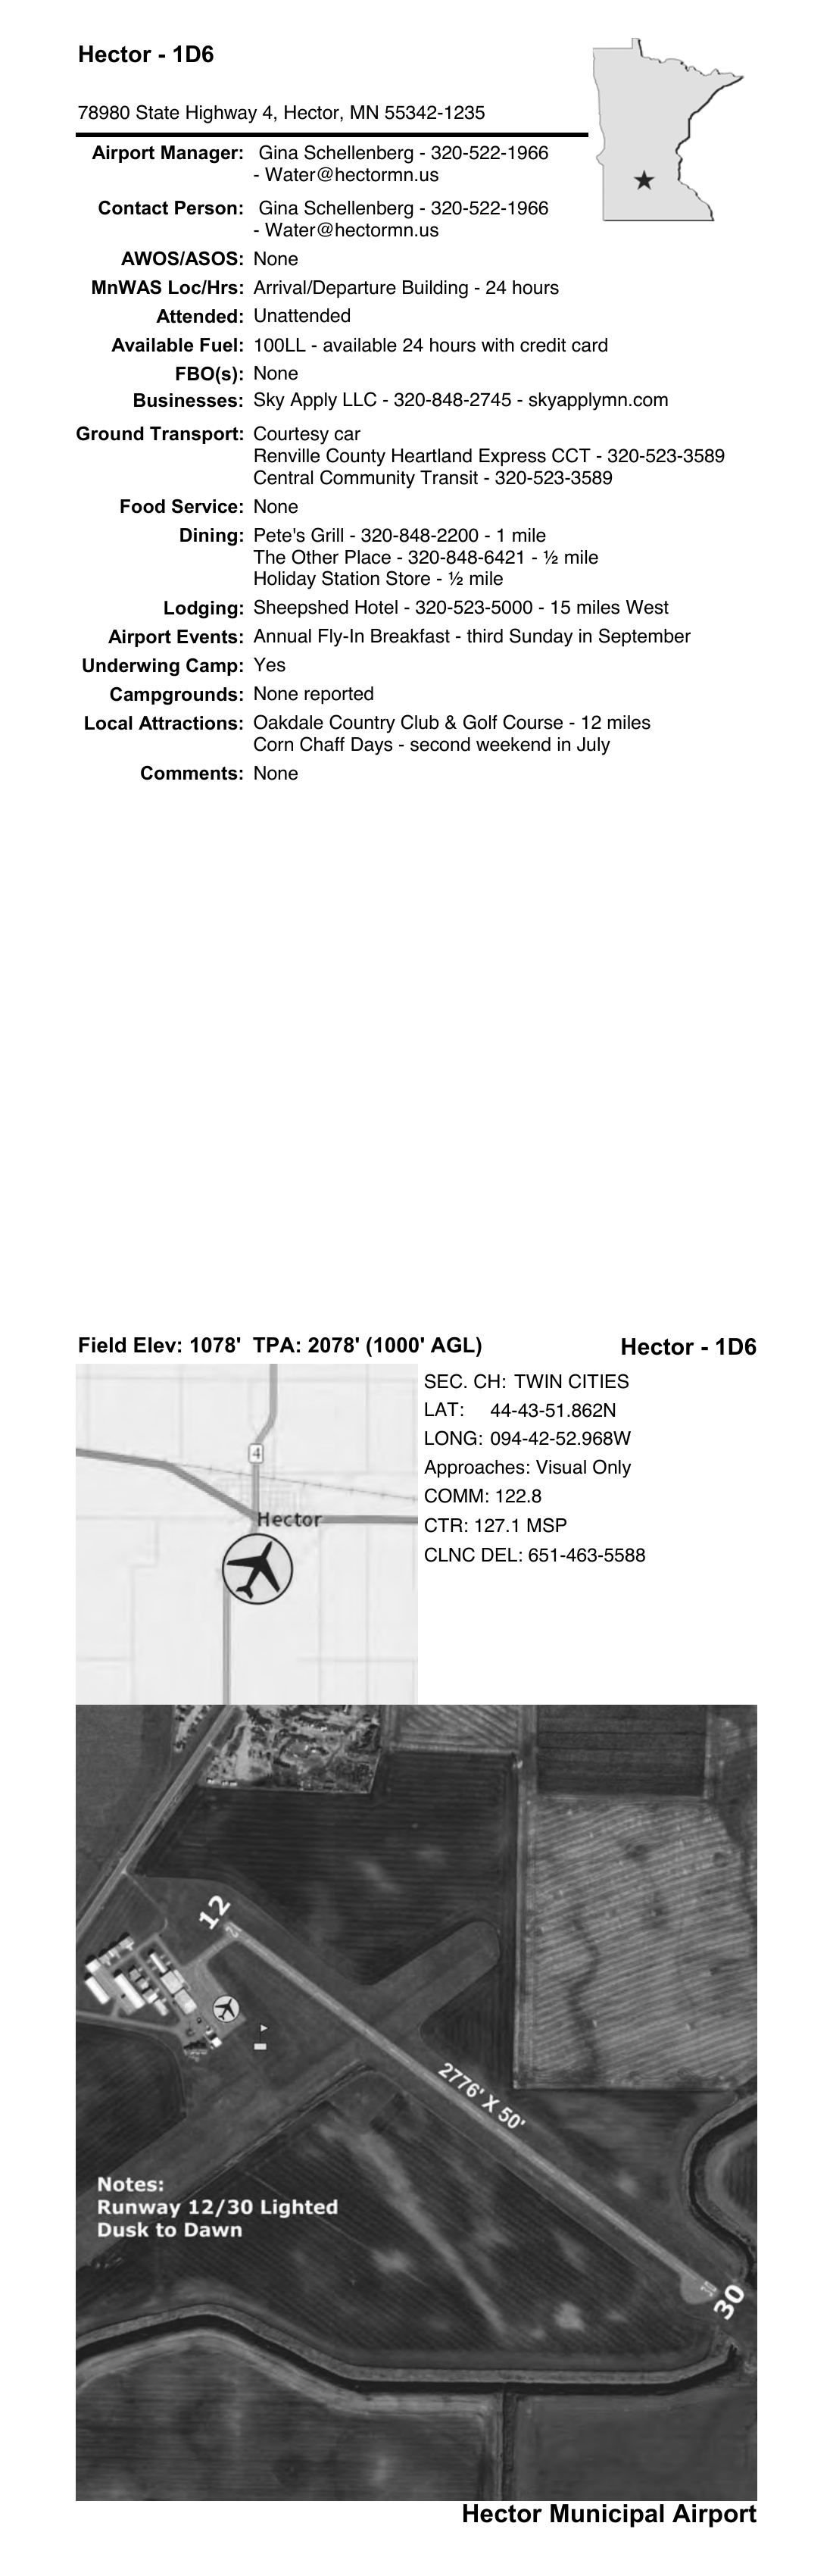 Hector - 1D6
78980 State Highway 4, Hector, MN 55342-1235
Airport Manager: Gina Schellenberg - 320-522-1966
- Water@hectormn.us
Contact Person: Gina Schellenberg - 320-522-1966
- Water@hectormn.us
AWOS/ASOS: None
MnWAS Loc/Hrs: Arrival/Departure Building - 24 hours
Attended: Unattended
Available Fuel: 100LL - available 24 hours with credit card
FBO(s): None
Businesses: Sky Apply LLC - 320-848-2745 - skyapplymn.com
Ground Transport: Courtesy car
Renville County Heartland Express CCT - 320-523-3589
Central Community Transit - 320-523-3589
Food Service: None
Dining: Pete's Grill - 320-848-2200 - 1 mile
The Other Place - 320-848-6421 - ½ mile
Holiday Station Store - ½ mile
Lodging: Sheepshed Hotel - 320-523-5000 - 15 miles West
Airport Events: Annual Fly-In Breakfast - third Sunday in September
Underwing Camp: Yes
Campgrounds: None reported
Local Attractions: Oakdale Country Club & Golf Course - 12 miles
Corn Chaff Days - second weekend in July
Comments: None
Field Elev: 1078' TPA: 2078' (1000' AGL)
Hector - 1D6
SEC. CH: TWIN CITIES
LAT: 44-43-51.862N
LONG: 094-42-52.968W
Approaches: Visual Only
COMM: 122.8
CTR: 127.1 MSP
CLNC DEL: 651-463-5588
4
Hector
12
2776' X 50'
Notes:
Runway 12/30 Lighted
Dusk to Dawn
30
Hector Municipal Airport